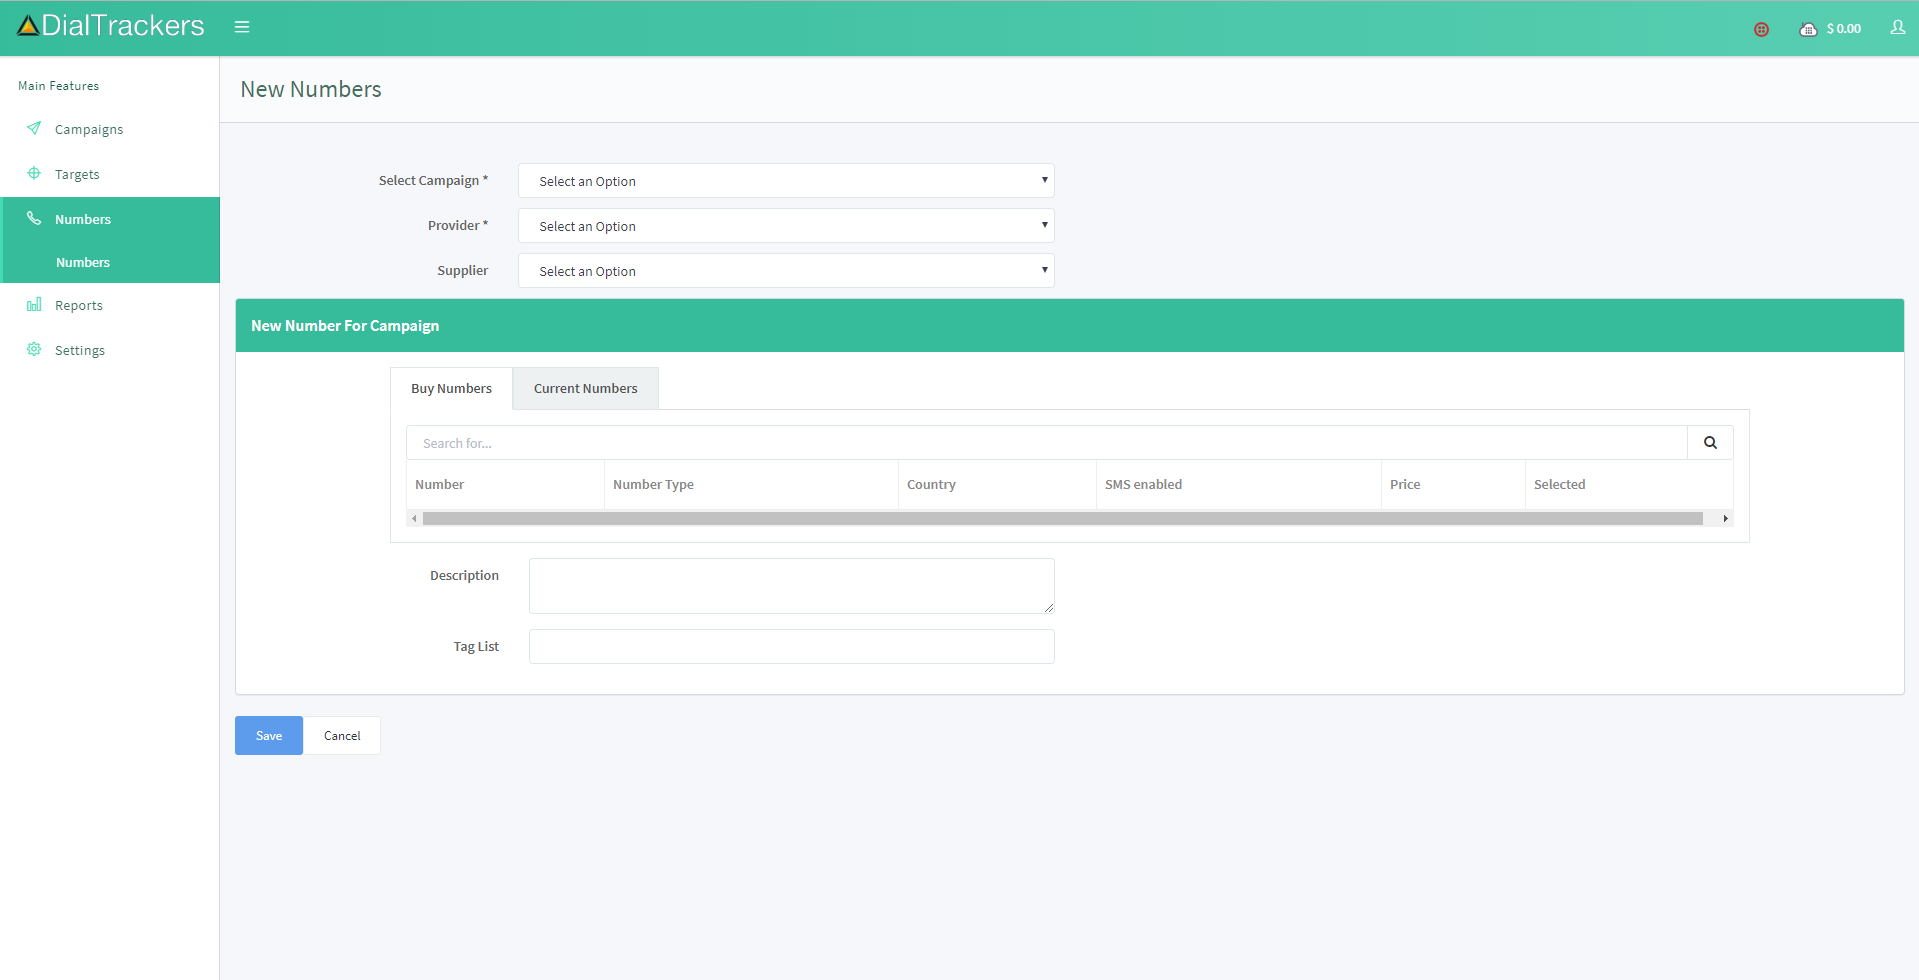 DialTrackers
$ 0.00
Main Features
Campaigns
Targets
Numbers
Numbers
Reports
Settings
New Numbers
Select Campaign *
Select an Option
Provider *
Select an Option
Supplier
Select an Option
New Number For Campaign
Buy Numbers
Current Numbers
Search for...
Number
Number Type
Country
SMS enabled
Price
Selected
Description
Tag List
Save
Cancel